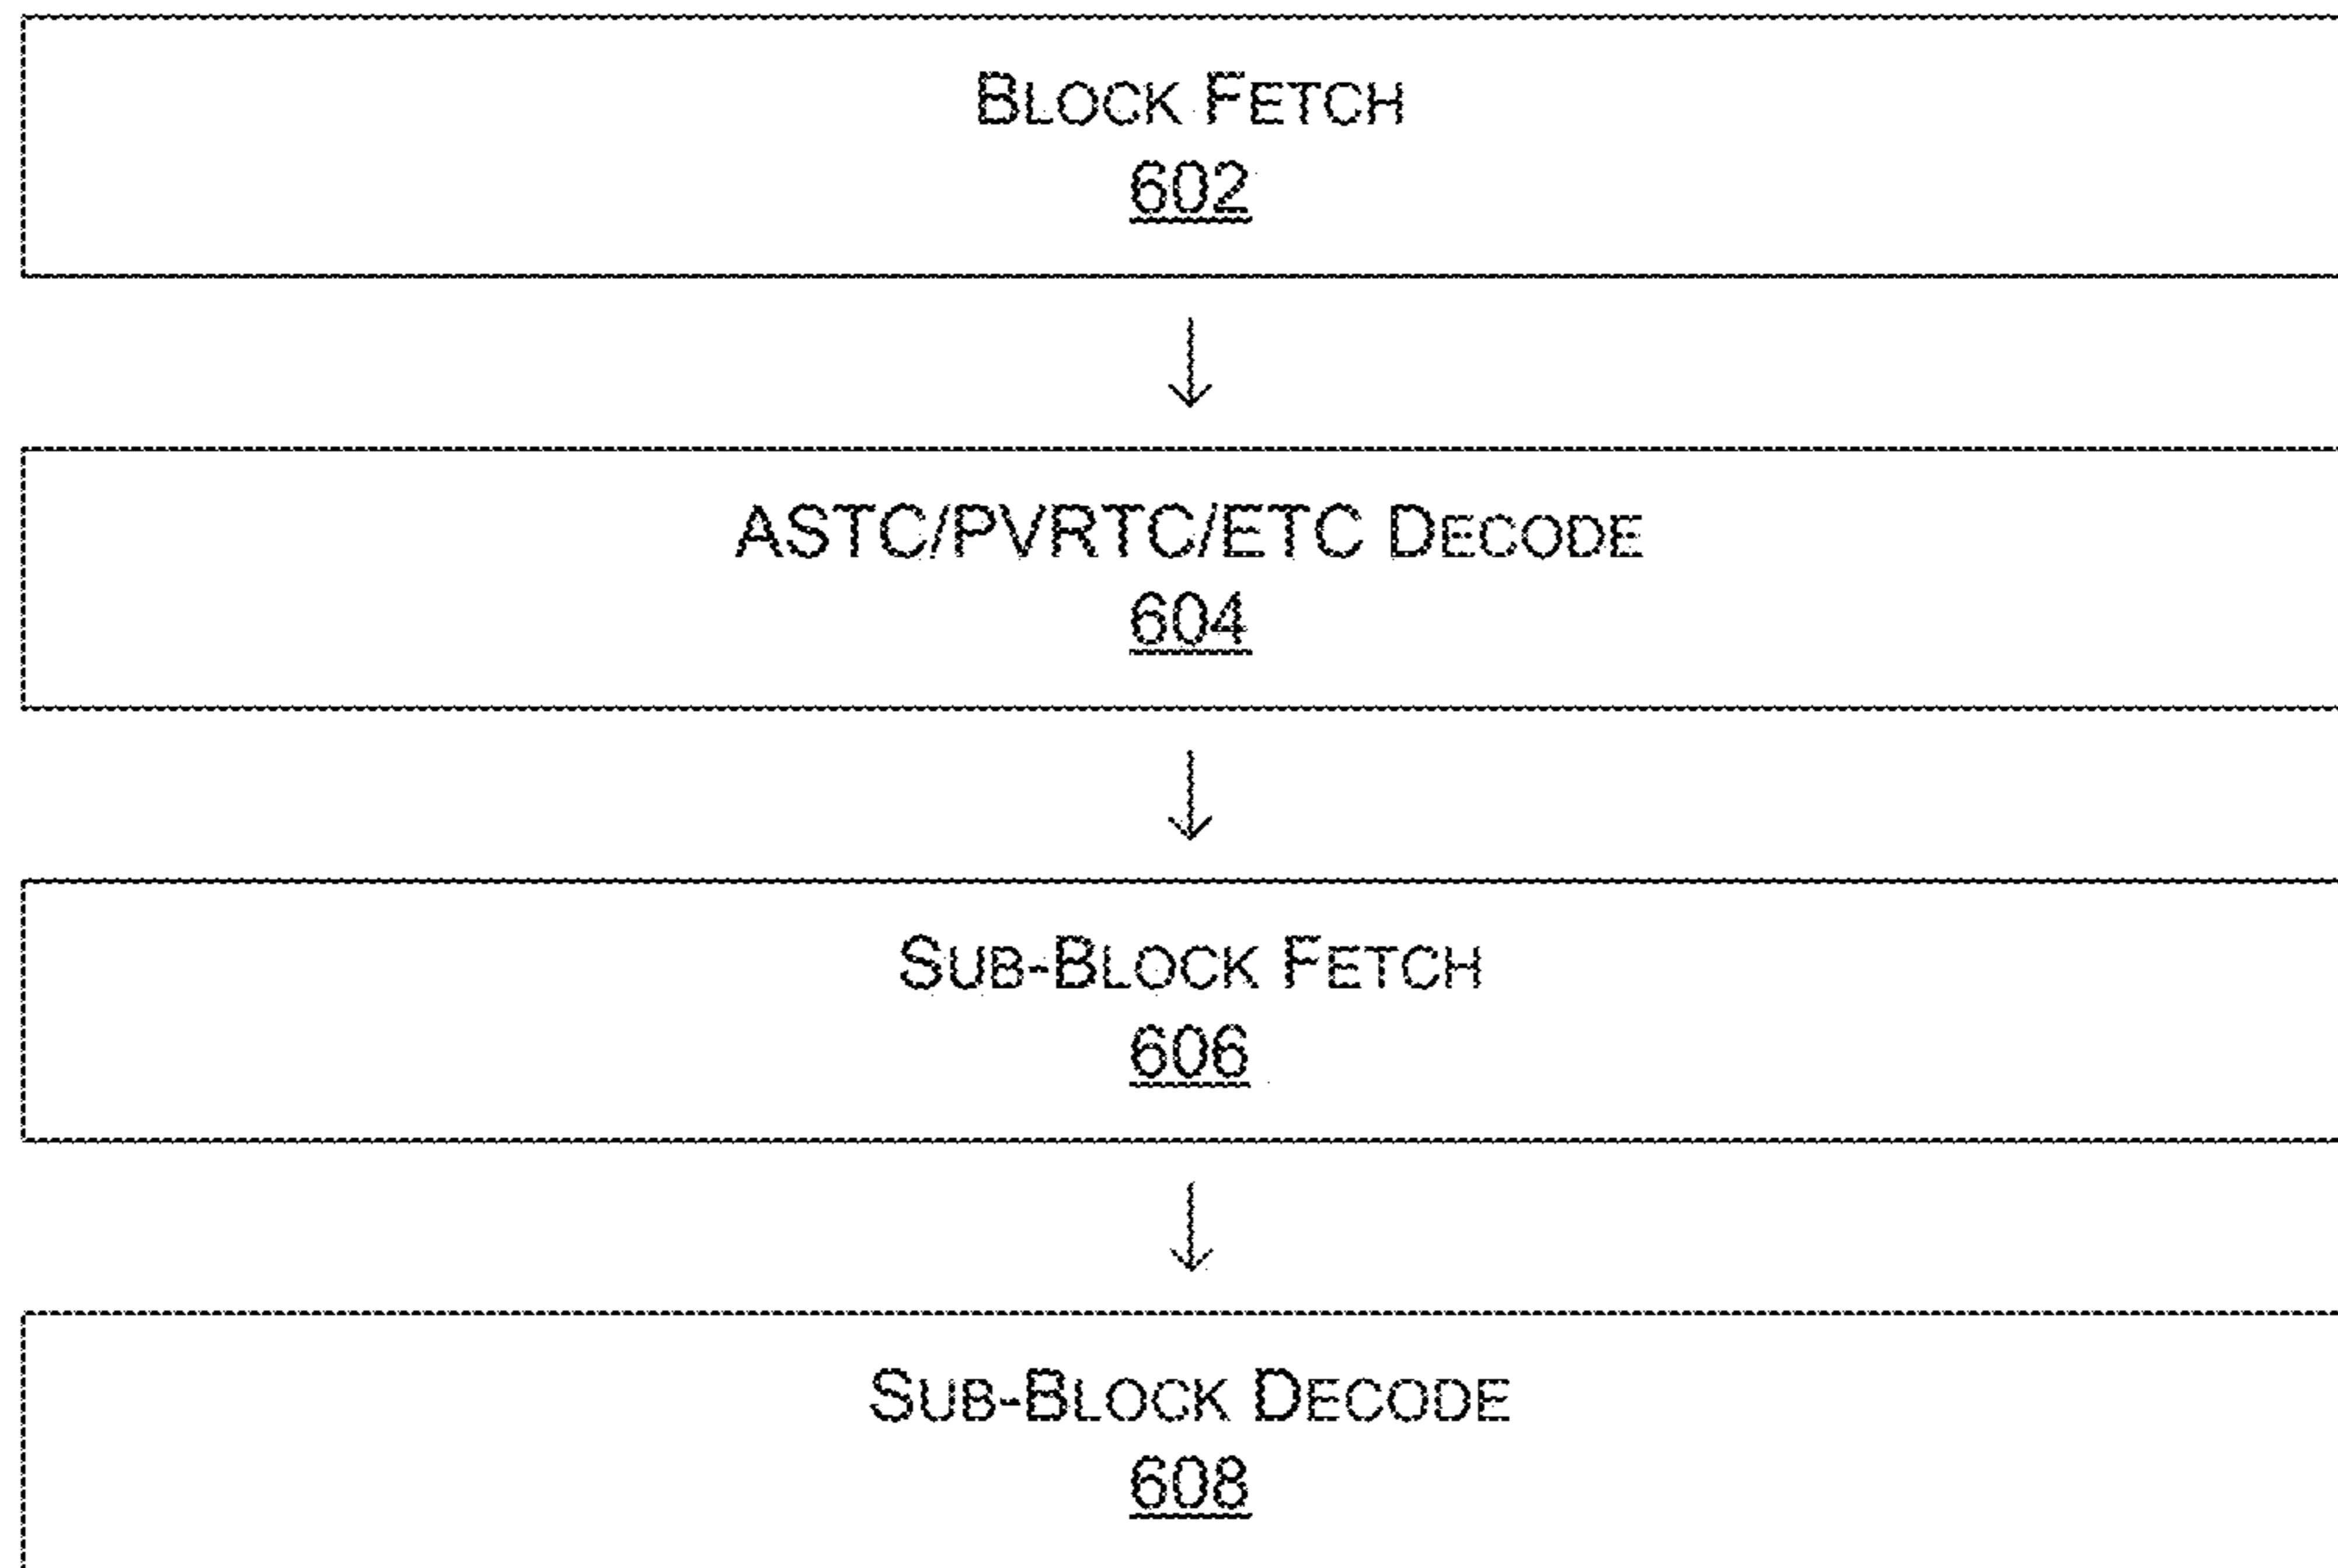 BLOCK FETCH
602
ASTC/PVRTC/ETC DECODE
604
SUB-BLOCK FETCH
606
SUB-BLOCK DECODE
608